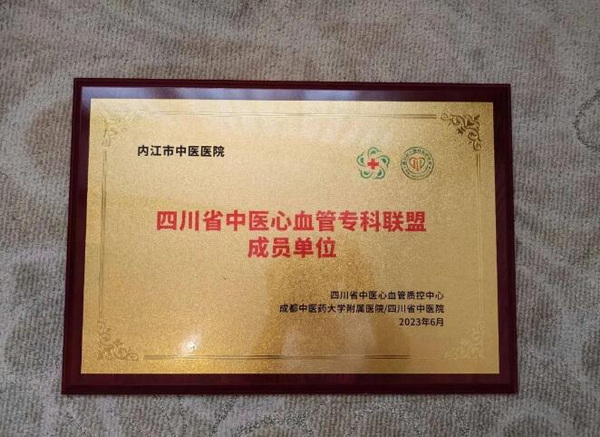 内江市中医医院
四川省中医心血管专科联盟
成员单位
四川省中医心血管质控中心
成都中医药大学附属医院/四川省中医院
2023年6月